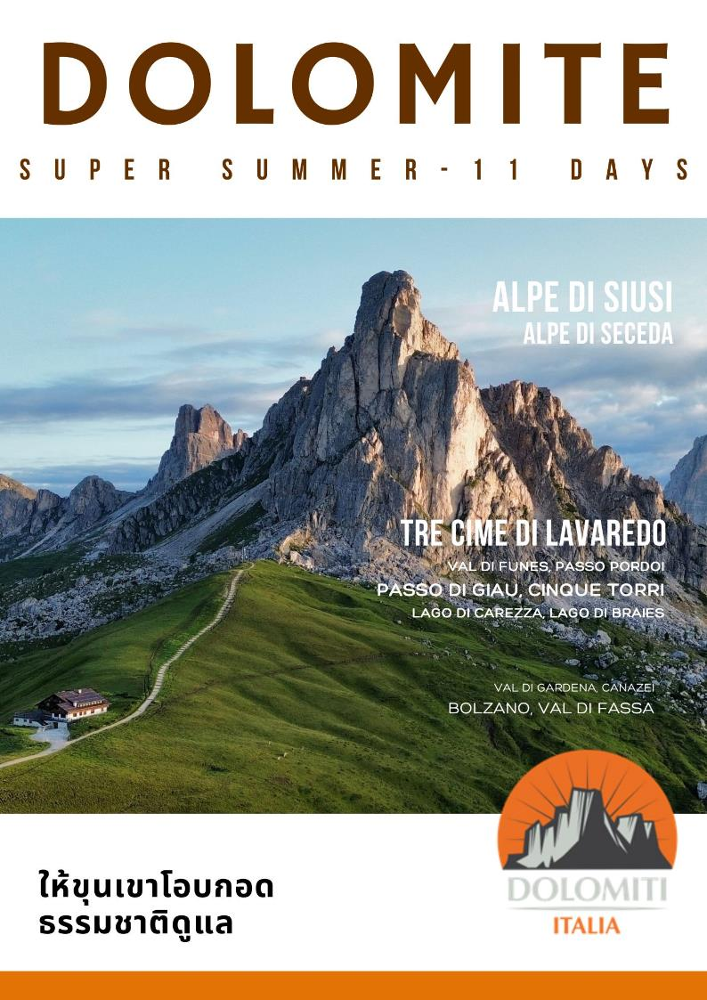 DOLOMITE
SUPER SUMMER-11 DAYS
ALPE DI SIUSI
ALPE DI SECEDA
TRE CIME DI LAVAREDO
VAL DI FUNES, PASSO PORDOI
PASSO DI GIAU, CINQUE TORRI
LAGO DI CAREZZA, LAGO DI BRAIES
VAL DI GARDENA, CANAZEI
BOLZANO, VAL DI FASSA
ให้ขุนเขาโอบกอด
ธรรมชาติดูแล
DOLOMITI
ITALIA